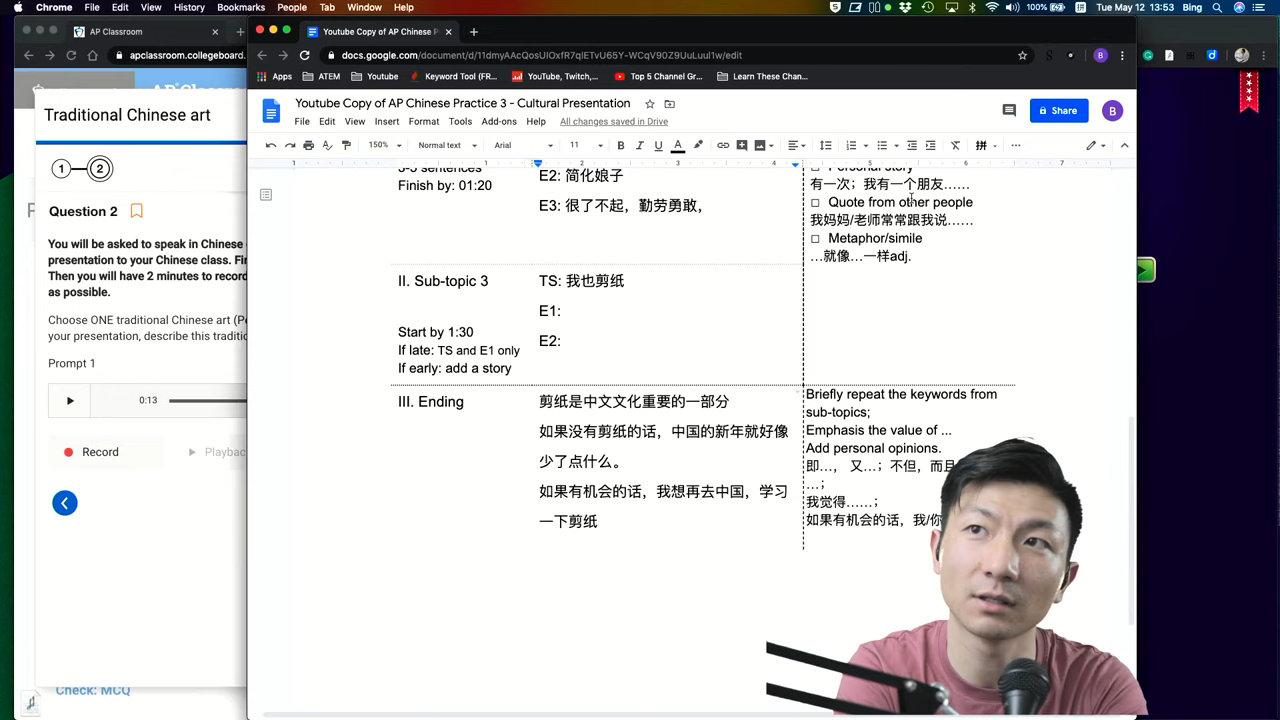 Chrome File Edit View History Bookmarks People Tab Window Help
100% Tue May 12 13:53 Bing
AP Classroom
Youtube Copy of AP Chinese P
apclassroom.collegeboard.
docs.google.com/document/d/11dmyAAcQosUIOxfR7qIETvU65Y-WCqV90Z9UuLuul1w/edit
Apps ATEM Youtube Keyword Tool (FR... YouTube, Twitch,... Top 5 Channel Gr... Learn These Chan...
Youtube Copy of AP Chinese Practice 3 - Cultural Presentation
File Edit View Insert Format Tools Add-ons Help All changes saved in Drive
Share
B
150% Normal text Arial 11
Traditional Chinese art
1 2
Question 2
You will be asked to speak in Chinese
presentation to your Chinese class. Fir
Then you will have 2 minutes to record
as possible.
Choose ONE traditional Chinese art (Pe
your presentation, describe this traditi
Prompt 1
0:13
Record Playbac
Check: MCQ
3-5 sentences
Finish by: 01:20
E2: 简化娘子
E3: 很了不起，勤劳勇敢，
Personal story
有一次；我有一个朋友……
Quote from other people
我妈妈/老师常常跟我说……
Metaphor/simile
…就像…一样adj.
II. Sub-topic 3
Start by 1:30
If late: TS and E1 only
If early: add a story
TS: 我也剪纸
E1:
E2:
III. Ending
剪纸是中文文化重要的一部分
如果没有剪纸的话，中国的新年就好像
少了点什么。
如果有机会的话，我想再去中国，学习
一下剪纸
Briefly repeat the keywords from
sub-topics;
Emphasis the value of ...
Add personal opinions.
即…， 又…；不但，而且
…；
我觉得……；
如果有机会的话，我/你